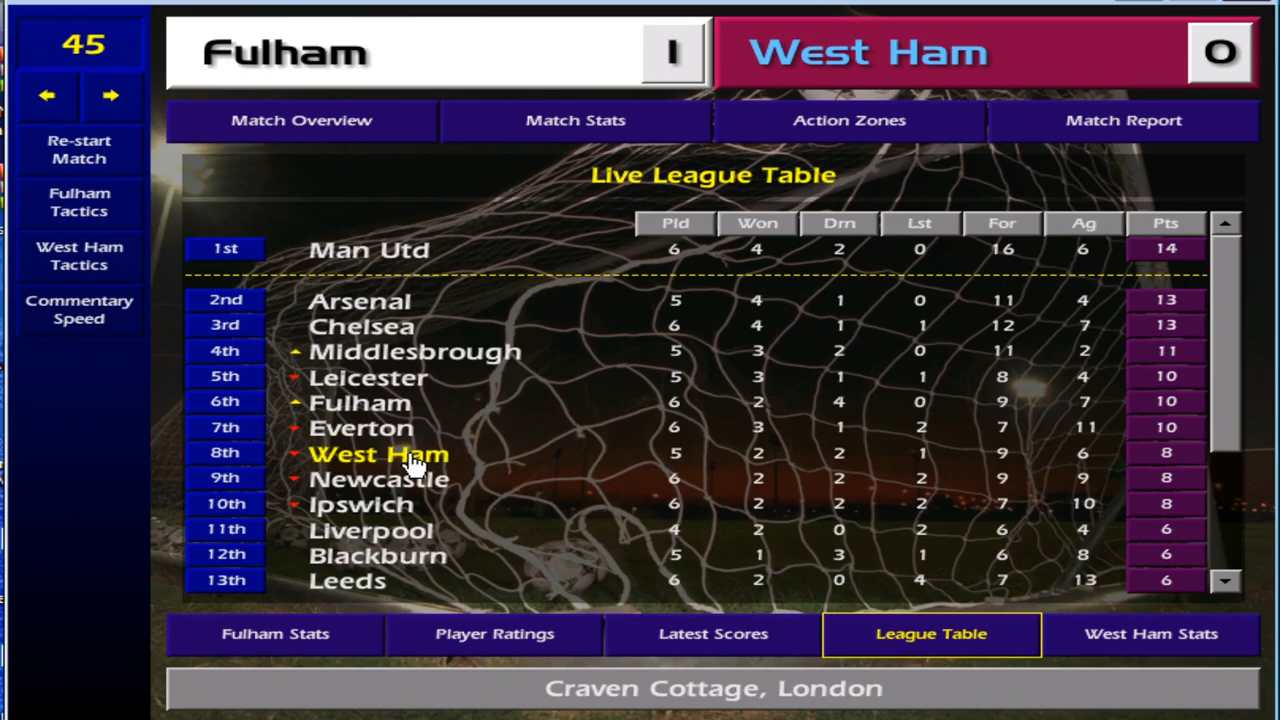 45
Fulham 1 West Ham 0
Match Overview Match Stats Action Zones Match Report
Re-start
Match
Fulham
Tactics
West Ham
Tactics
Commentary
Speed
Live League Table
Pld Won Drn Lst For Ag Pts
1st Man Utd 6 4 2 0 16 6 14
2nd Arsenal 5 4 1 0 11 4 13
3rd Chelsea 6 4 1 1 12 7 13
4th Middlesbrough 5 3 2 0 11 2 11
5th Leicester 5 3 1 1 8 4 10
6th Fulham 6 2 4 0 9 7 10
7th Everton 6 3 1 2 7 11 10
8th West Ham 5 2 2 1 9 6 8
9th Newcastle 6 2 2 2 9 9 8
10th Ipswich 6 2 2 2 7 10 8
11th Liverpool 4 2 0 2 6 4 6
12th Blackburn 5 1 3 1 6 8 6
13th Leeds 6 2 0 4 7 13 6
Fulham Stats Player Ratings Latest Scores League Table West Ham Stats
Craven Cottage, London